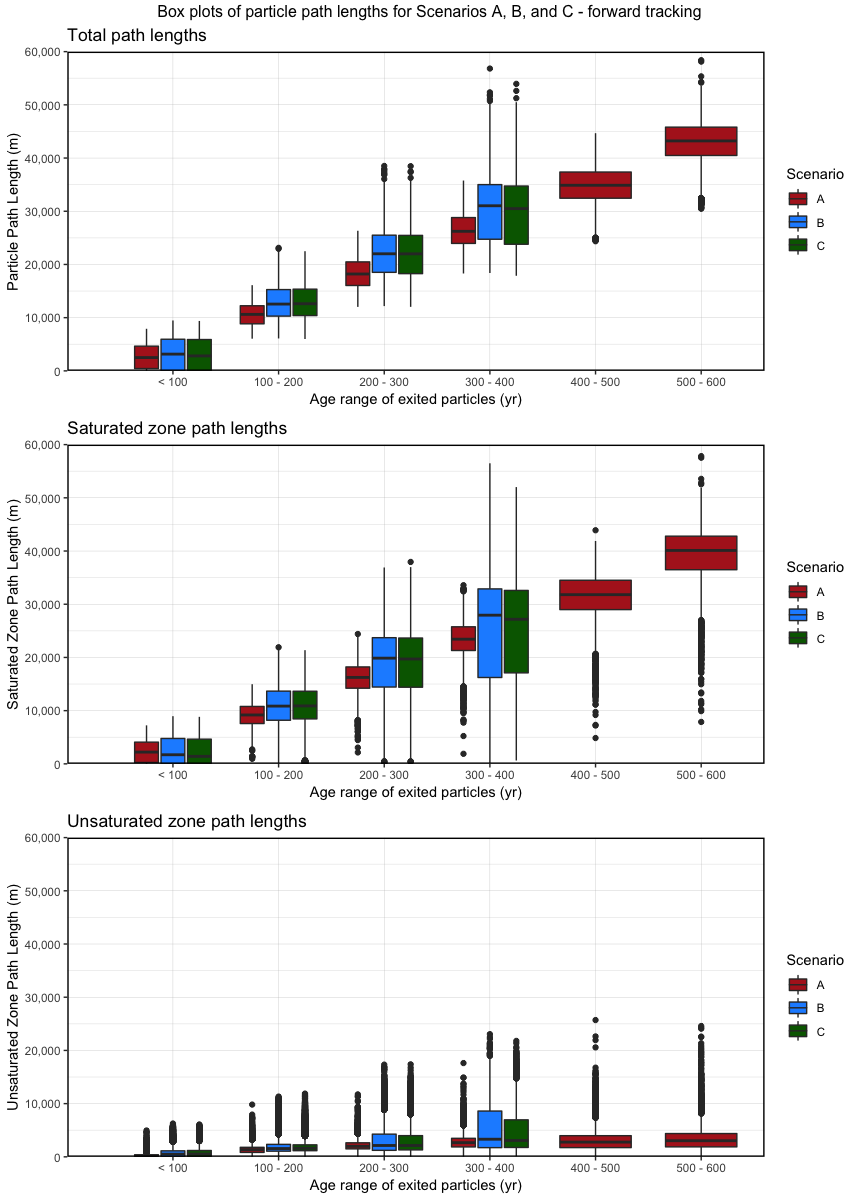 Box plots of particle path lengths for Scenarios A, B, and C - forward tracking
Total path lengths
Particle Path Length (m)
60,000
50,000
40,000
30,000
20,000
10,000
0
< 100
100 - 200
200 - 300
300 - 400
400 - 500
500 - 600
Age range of exited particles (yr)
Scenario
A
B
C
Saturated zone path lengths
Saturated Zone Path Length (m)
60,000
50,000
40,000
30,000
20,000
10,000
0
< 100
100 - 200
200 - 300
300 - 400
400 - 500
500 - 600
Age range of exited particles (yr)
Scenario
A
B
C
Unsaturated zone path lengths
Unsaturated Zone Path Length (m)
60,000
50,000
40,000
30,000
20,000
10,000
0
< 100
100 - 200
200 - 300
300 - 400
400 - 500
500 - 600
Age range of exited particles (yr)
Scenario
A
B
C